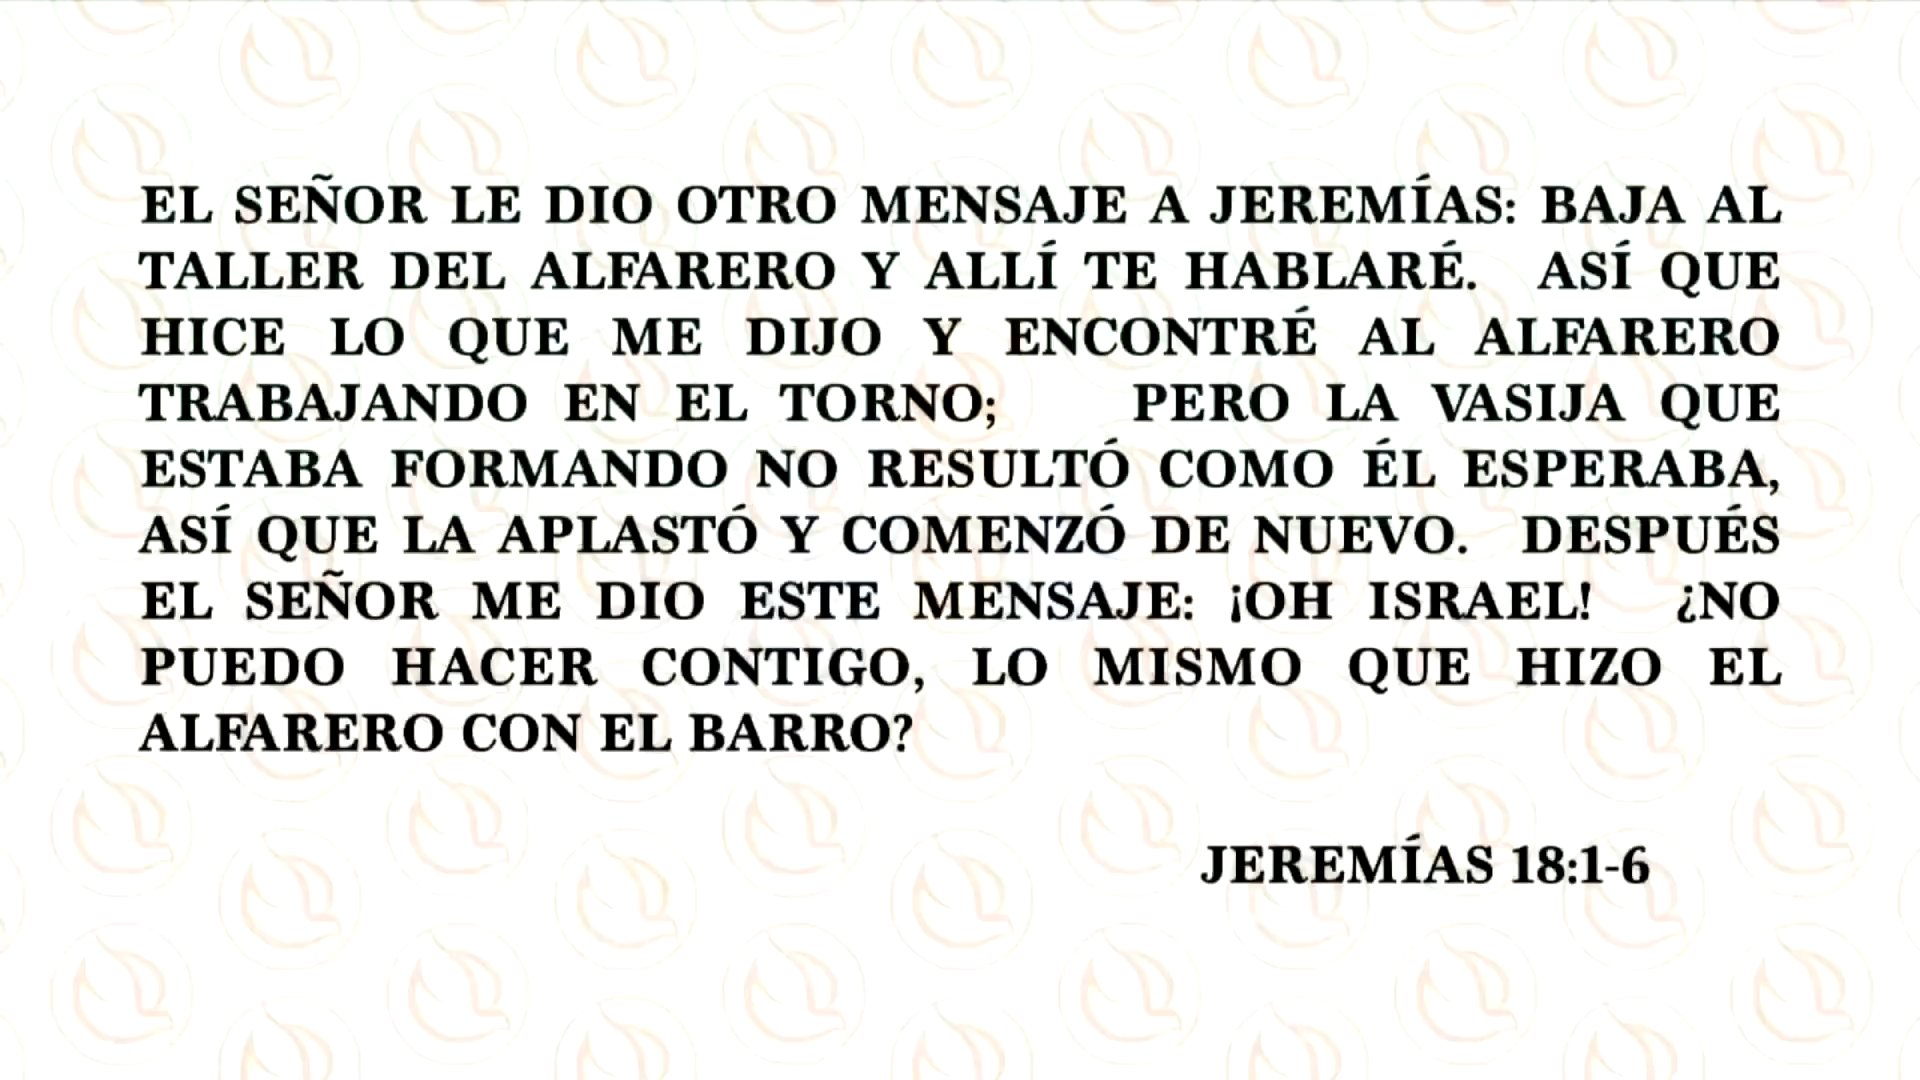 EL SEÑOR LE DIO OTRO MENSAJE A JEREMÍAS: BAJA AL
TALLER DEL ALFARERO Y ALLÍ TE HABLARÉ. ASÍ QUE
HICE LO QUE ME DIJO Y ENCONTRÉ AL ALFARERO
TRABAJANDO EN EL TORNO; PERO LA VASIJA QUE
ESTABA FORMANDO NO RESULTÓ COMO ÉL ESPERABA,
ASÍ QUE LA APLASTÓ Y COMENZÓ DE NUEVO. DESPUÉS
EL SEÑOR ME DIO ESTE MENSAJE: ¡OH ISRAEL! ¿NO
PUEDO HACER CONTIGO, LO MISMO QUE HIZO EL
ALFARERO CON EL BARRO?
JEREMÍAS 18:1-6